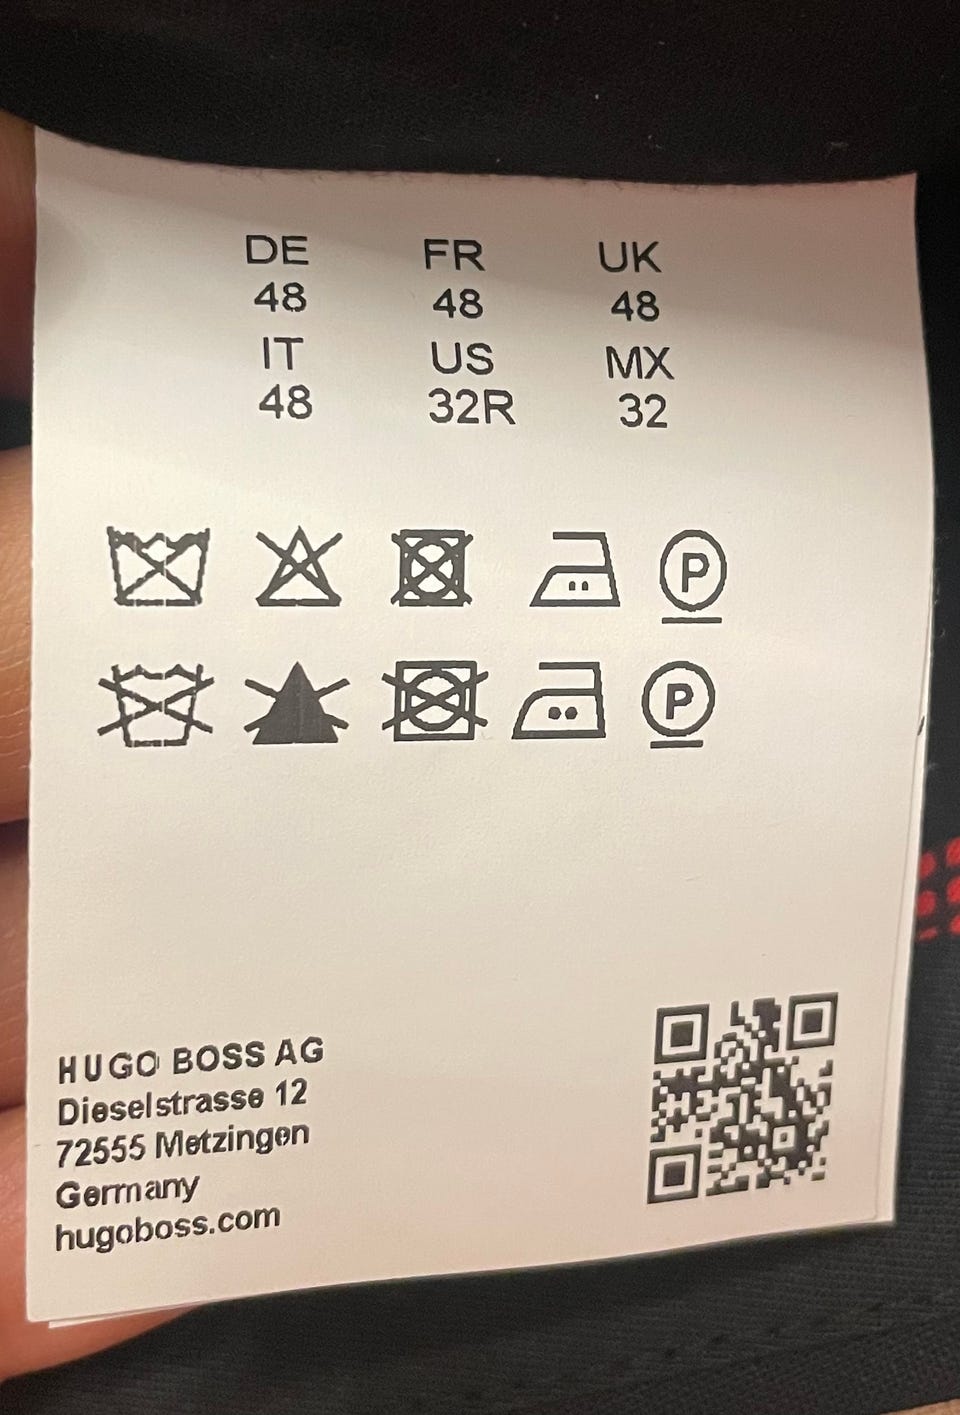 DE FR UK
48 48 48
IT US MX
48 32R 32
P
P
HUGO BOSS AG
Dieselstrasse 12
72555 Metzingen
Germany
hugoboss.com